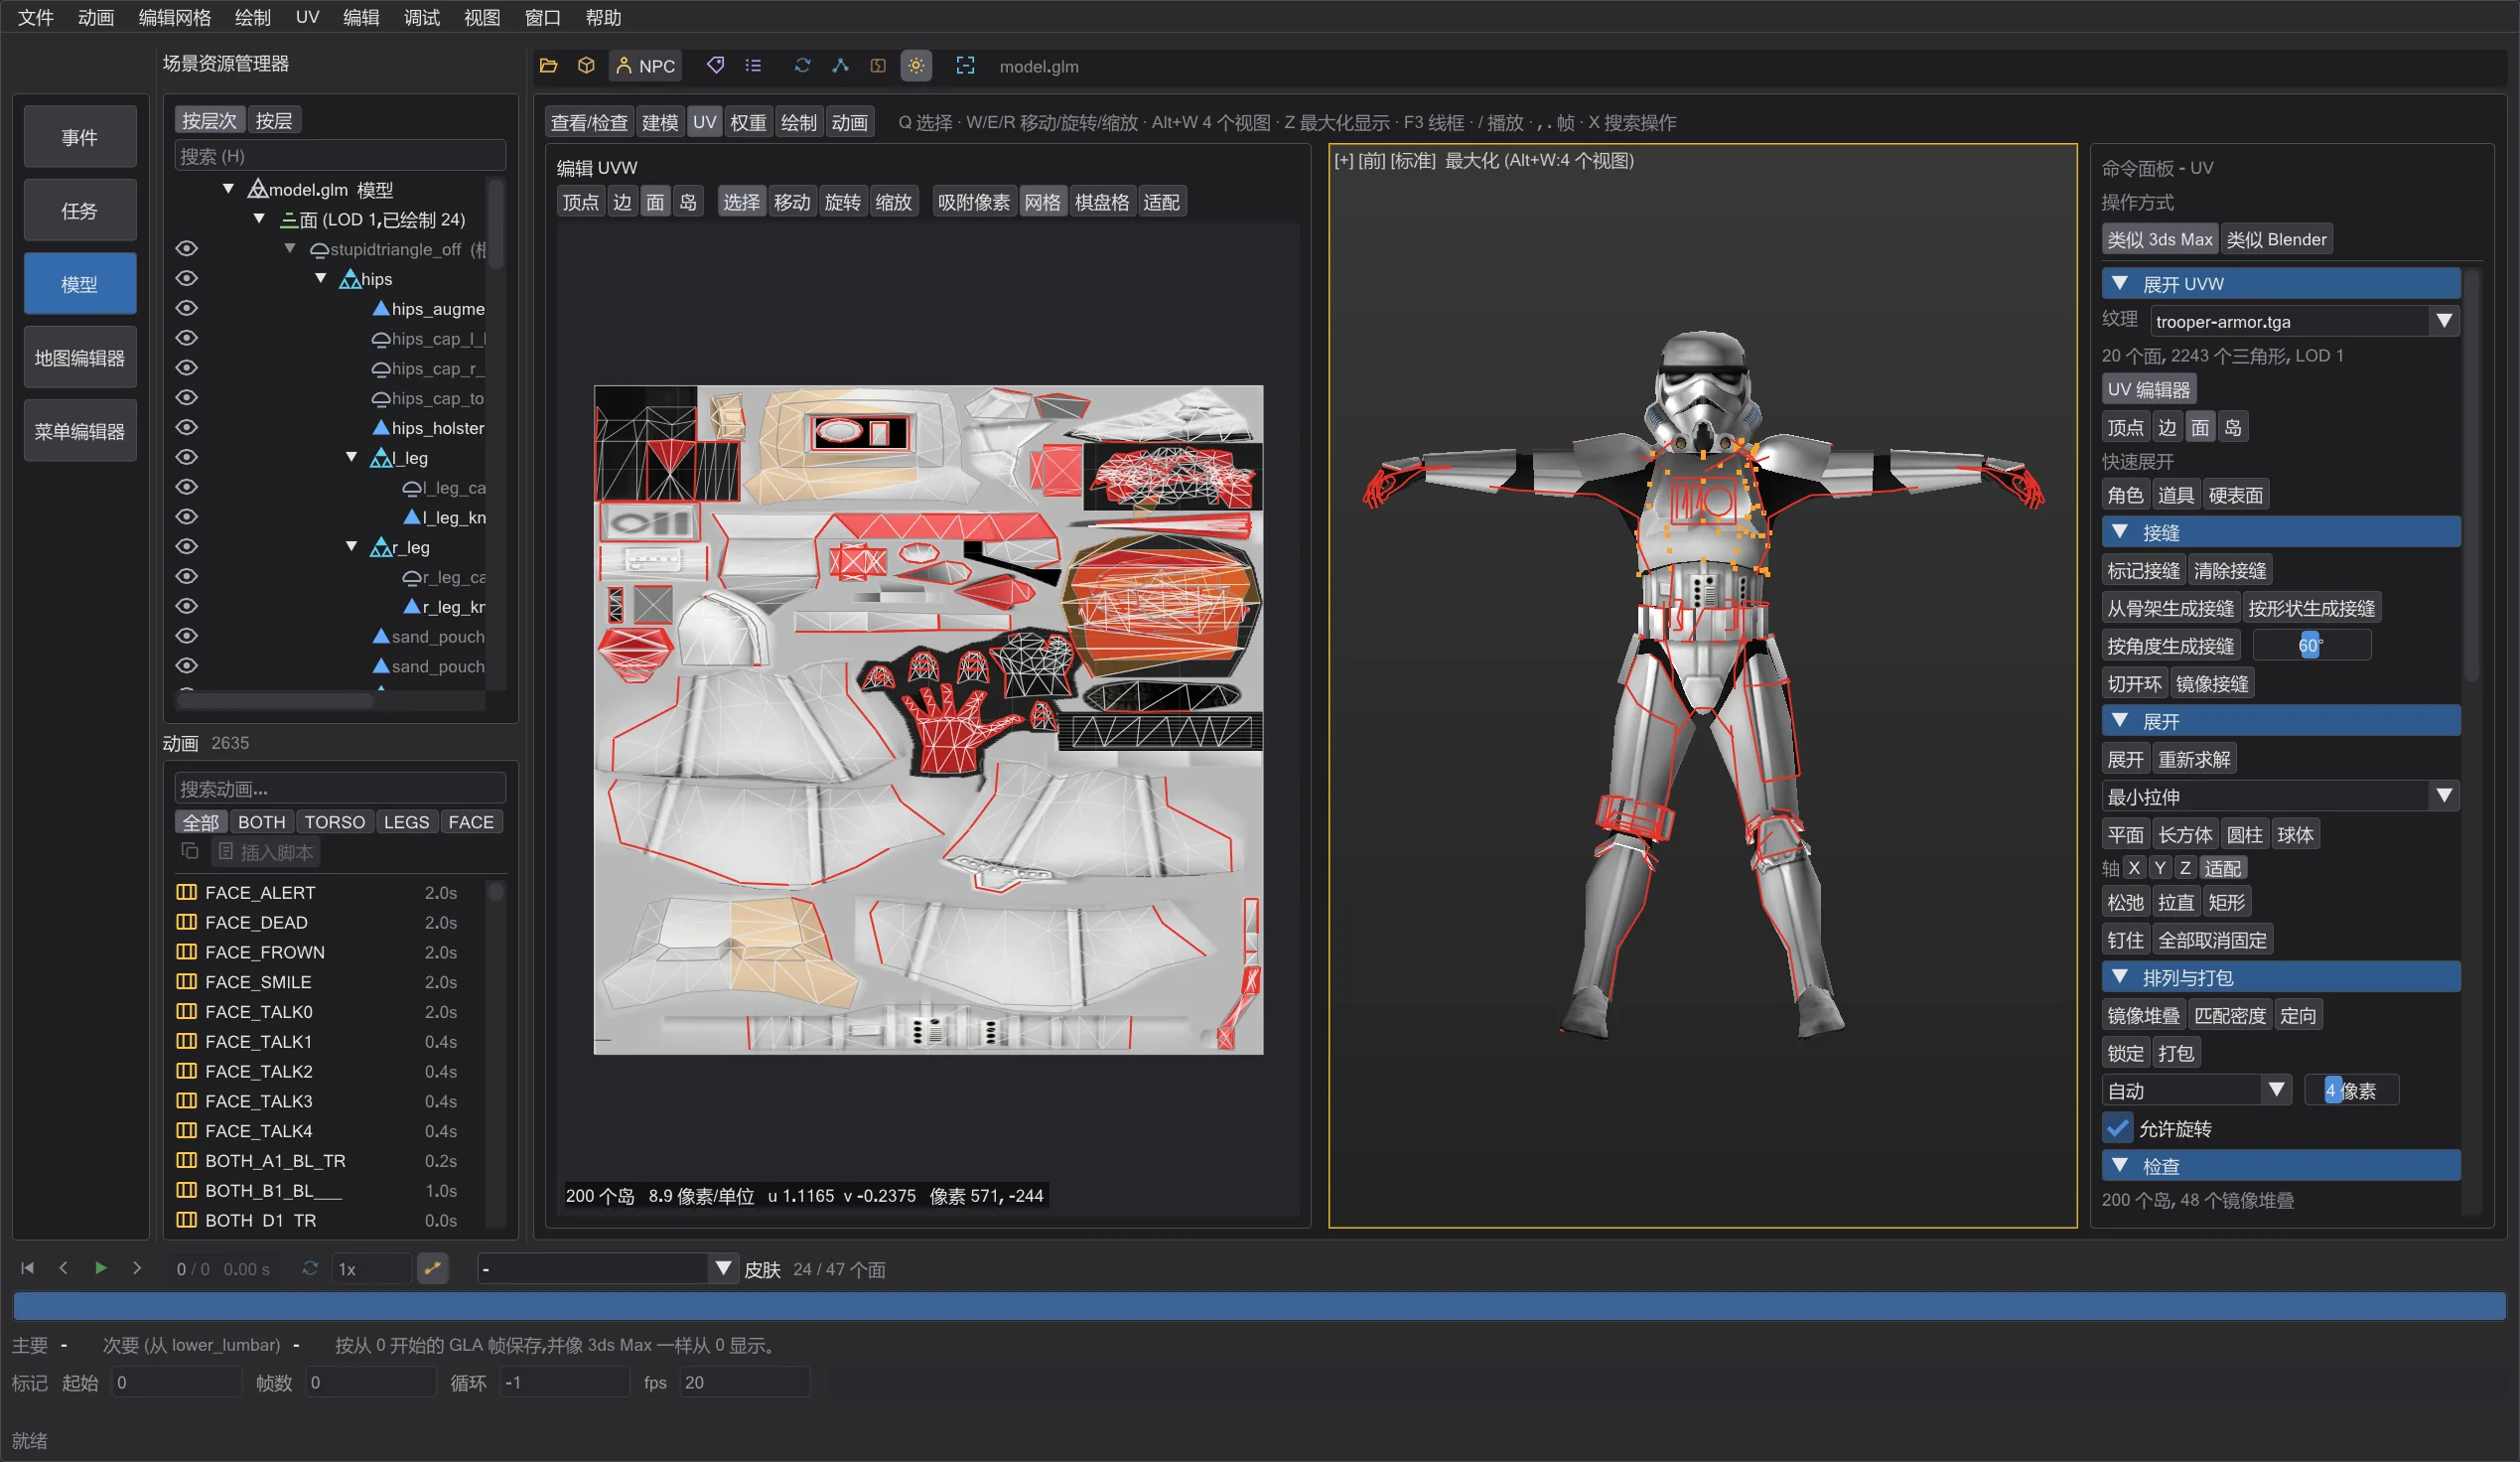 文件 动画 编辑网格 绘制 UV 编辑 调试 视图 窗口 帮助
场景资源管理器
NPC model.glm
事件
任务
模型
地图编辑器
菜单编辑器
按层次 按层
搜索 (H)
model.glm 模型
面 (LOD 1,已绘制 24)
stupidtriangle_off
hips
hips_augme
hips_cap_l_
hips_cap_r_
hips_cap_to
hips_holster
l_leg
l_leg_ca
l_leg_kn
r_leg
r_leg_ca
r_leg_kr
sand_pouch
sand_pouch
动画 2635
搜索动画...
全部 BOTH TORSO LEGS FACE
插入脚本
FACE_ALERT 2.0s
FACE_DEAD 2.0s
FACE_FROWN 2.0s
FACE_SMILE 2.0s
FACE_TALK0 2.0s
FACE_TALK1 0.4s
FACE_TALK2 0.4s
FACE_TALK3 0.4s
FACE_TALK4 0.4s
BOTH_A1_BL_TR 0.2s
BOTH_B1_BL___ 1.0s
BOTH_D1_TR 0.0s
查看/检查 建模 UV 权重 绘制 动画 Q 选择 · W/E/R 移动/旋转/缩放 · Alt+W 4 个视图 · Z 最大化显示 · F3 线框 · / 播放 · , . 帧 · X 搜索操作
编辑 UVW
顶点 边 面 岛 选择 移动 旋转 缩放 吸附像素 网格 棋盘格 适配
200 个岛 8.9 像素/单位 u 1.1165 v -0.2375 像素 571, -244
[+] [前] [标准] 最大化 (Alt+W:4 个视图)
命令面板 - UV
操作方式
类似 3ds Max 类似 Blender
展开 UVW
纹理 trooper-armor.tga
20 个面, 2243 个三角形, LOD 1
UV 编辑器
顶点 边 面 岛
快速展开
角色 道具 硬表面
接缝
标记接缝 清除接缝
从骨架生成接缝 按形状生成接缝
按角度生成接缝 60°
切开环 镜像接缝
展开
展开 重新求解
最小拉伸
平面 长方体 圆柱 球体
轴 X Y Z 适配
松弛 拉直 矩形
钉住 全部取消固定
排列与打包
镜像堆叠 匹配密度 定向
锁定 打包
自动 4 像素
允许旋转
检查
200 个岛, 48 个镜像堆叠
0 / 0 0.00 s 1x - 皮肤 24 / 47 个面
主要 - 次要 (从 lower_lumbar) - 按从 0 开始的 GLA 帧保存,并像 3ds Max 一样从 0 显示。
标记 起始 0 帧数 0 循环 -1 fps 20
就绪